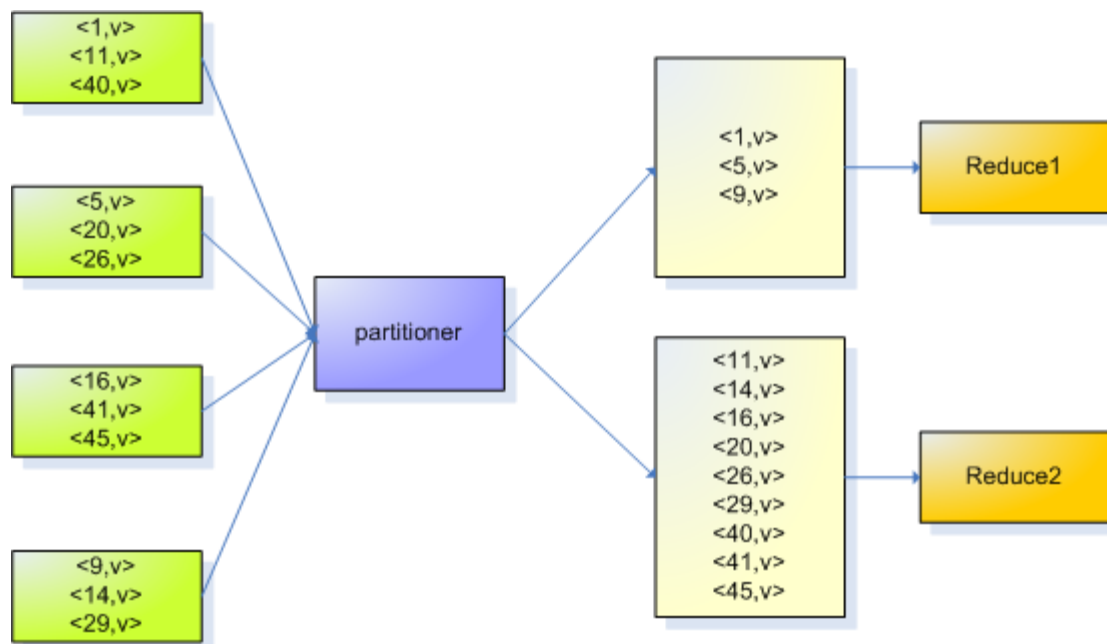 <1,v>
<11,v>
<40,v>
<5,v>
<20,v>
<26,v>
<16,v>
<41,v>
<45,v>
<9,v>
<14,v>
<29,v>
partitioner
<1,v>
<5,v>
<9,v>
<11,v>
<14,v>
<16,v>
<20,v>
<26,v>
<29,v>
<40,v>
<41,v>
<45,v>
Reduce1
Reduce2